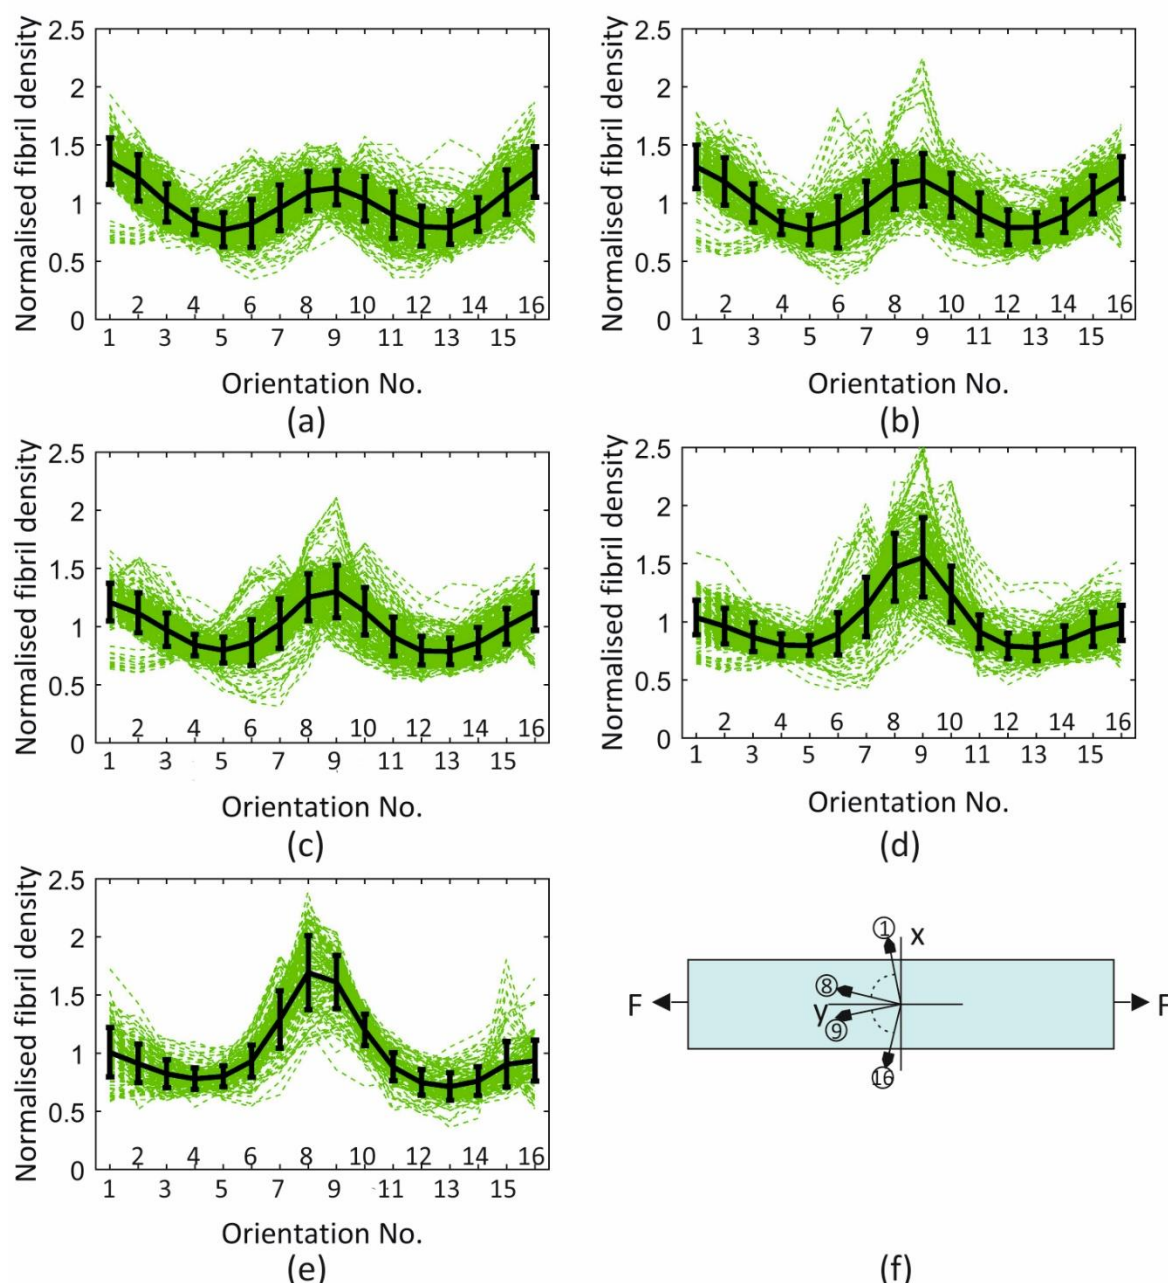 2.5
2
1.5
1
0.5
0
Normalised fibril density
2 4 6 8 10 12 14 16
1 3 5 7 9 11 13 15
Orientation No.
(a)
2.5
2
1.5
1
0.5
0
Normalised fibril density
2 4 6 8 10 12 14 16
1 3 5 7 9 11 13 15
Orientation No.
(b)
2.5
2
1.5
1
0.5
0
Normalised fibril density
2 4 6 8 10 12 14 16
1 3 5 7 9 11 13 15
Orientation No.
(c)
2.5
2
1.5
1
0.5
0
Normalised fibril density
2 4 6 8 10 12 14 16
1 3 5 7 9 11 13 15
Orientation No.
(d)
2.5
2
1.5
1
0.5
0
Normalised fibril density
2 4 6 8 10 12 14 16
1 3 5 7 9 11 13 15
Orientation No.
(e)
① x
⑧
F y F
⑨
⑯
(f)